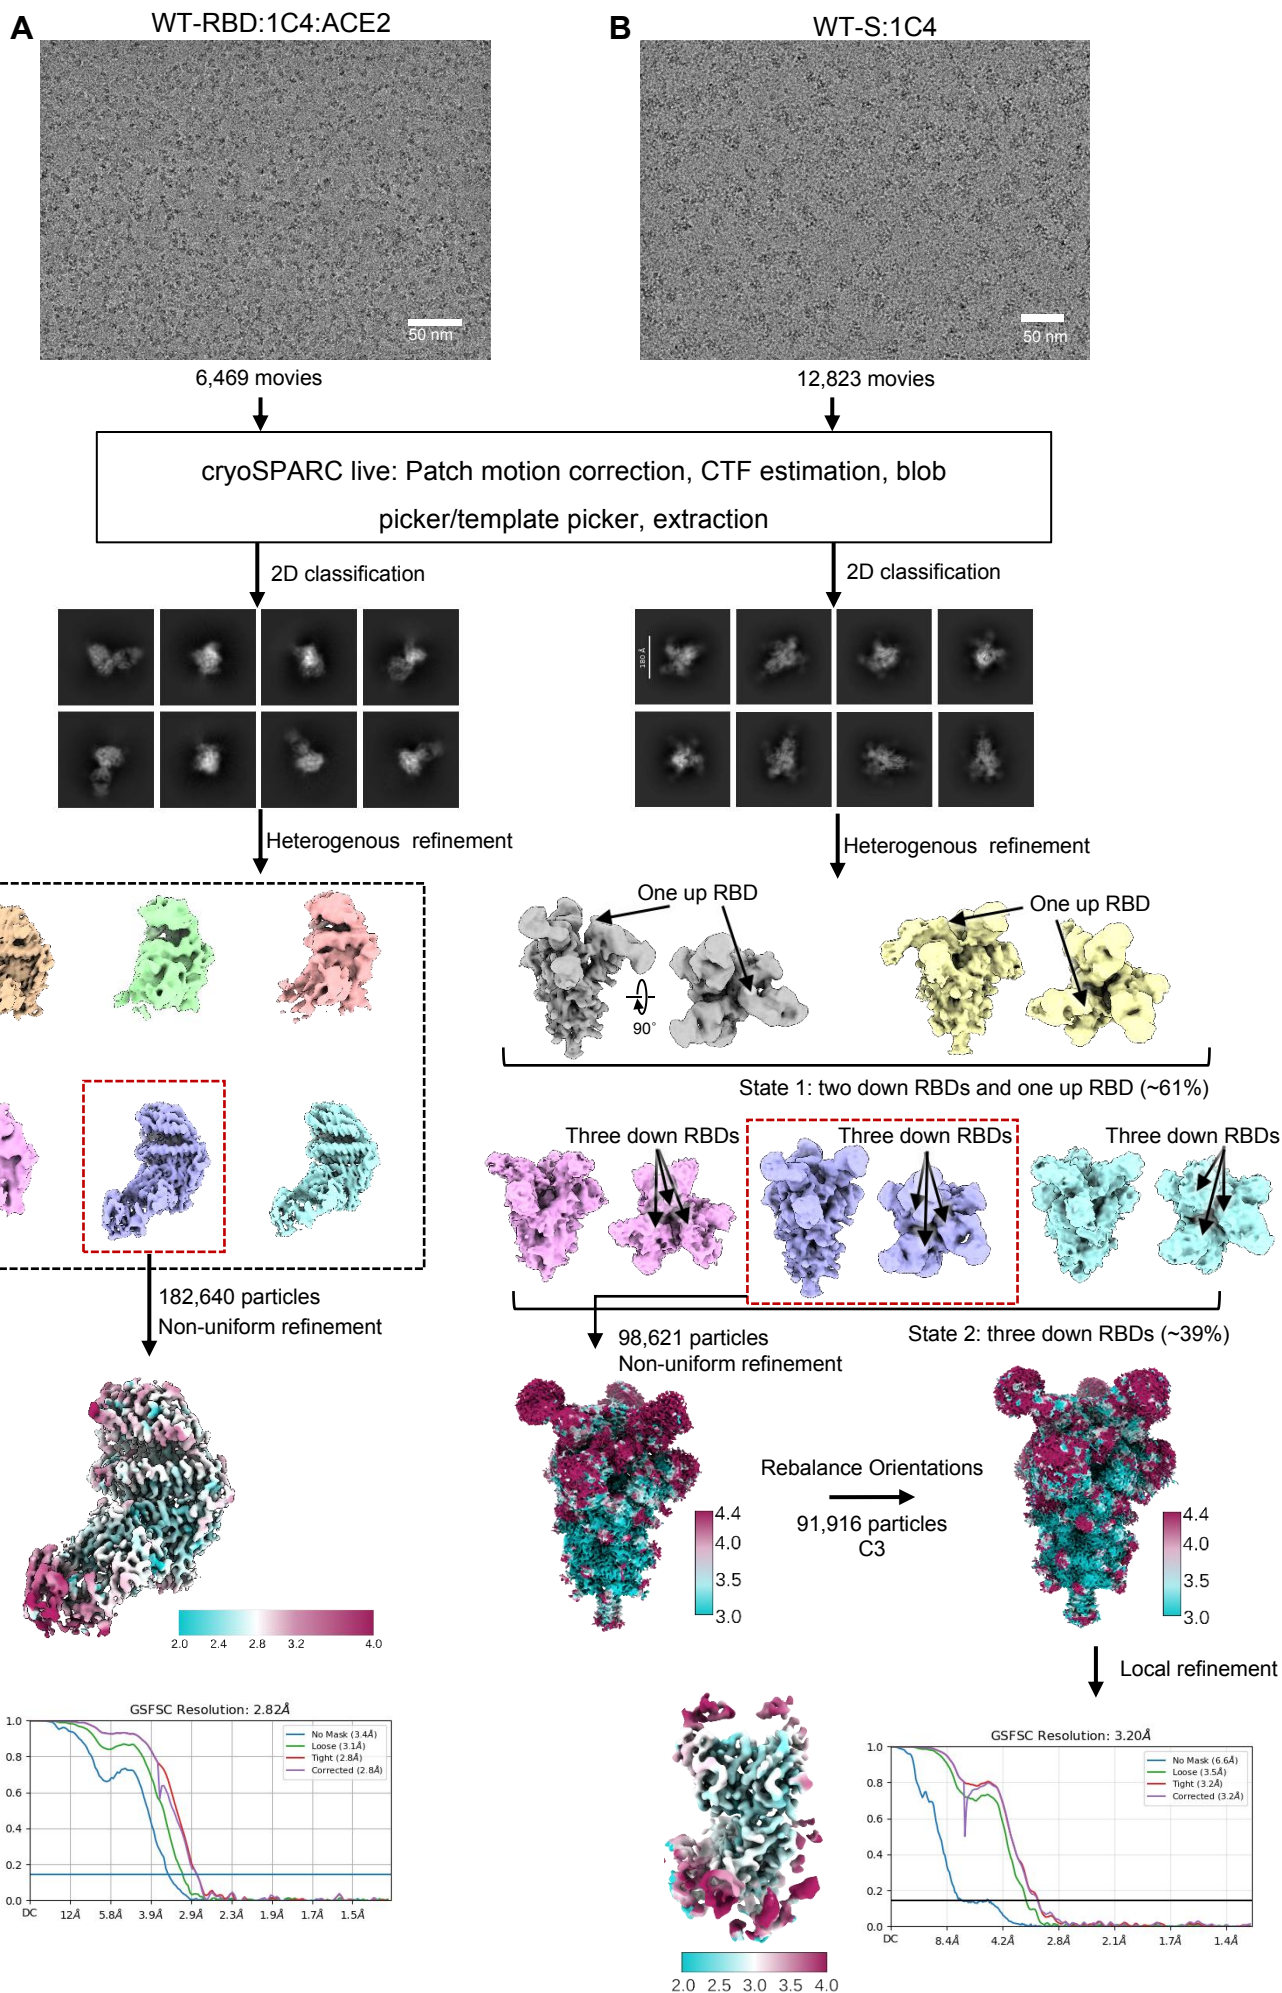 A
WT-RBD:1C4:ACE2
B
WT-S:1C4
50 nm
50 nm
6,469 movies
12,823 movies
cryoSPARC live: Patch motion correction, CTF estimation, blob
picker/template picker, extraction
2D classification
2D classification
180 Å
Heterogenous refinement
Heterogenous refinement
One up RBD
One up RBD
90°
State 1: two down RBDs and one up RBD (~61%)
Three down RBDs
Three down RBDs
Three down RBDs
182,640 particles
Non-uniform refinement
State 2: three down RBDs (~39%)
98,621 particles
Non-uniform refinement
Rebalance Orientations
91,916 particles
C3
4.4
4.0
3.5
3.0
4.4
4.0
3.5
3.0
2.0 2.4 2.8 3.2 4.0
Local refinement
GSFSC Resolution: 2.82Å
No Mask (3.4Å)
Loose (3.1Å)
Tight (2.8Å)
Corrected (2.8Å)
1.0
0.8
0.6
0.4
0.2
0.0
DC 12Å 5.8Å 3.9Å 2.9Å 2.3Å 1.9Å 1.7Å 1.5Å
GSFSC Resolution: 3.20Å
No Mask (6.6Å)
Loose (3.5Å)
Tight (3.2Å)
Corrected (3.2Å)
1.0
0.8
0.6
0.4
0.2
0.0
DC 8.4Å 4.2Å 2.8Å 2.1Å 1.7Å 1.4Å
2.0 2.5 3.0 3.5 4.0